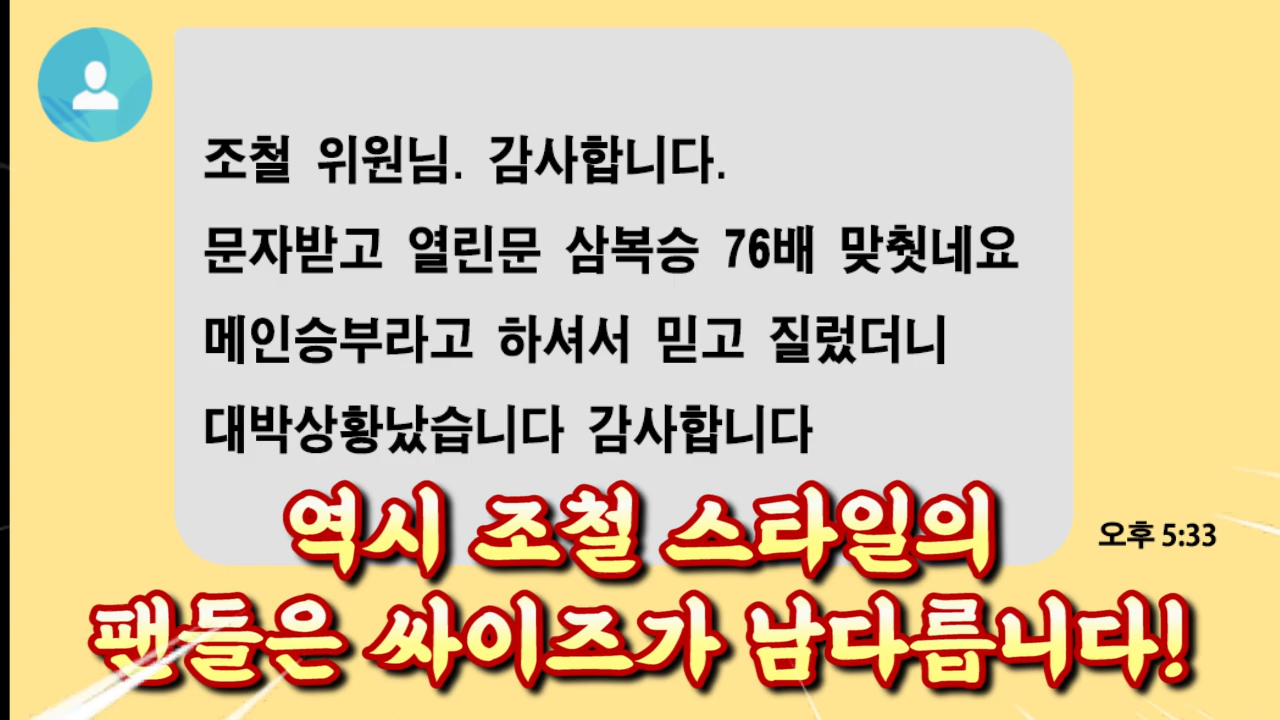 조철 위원님. 감사합니다.
문자받고 열린문 삼복승 76배 맞췃네요
메인승부라고 하셔서 믿고 질렀더니
대박상황났습니다 감사합니다
오후 5:33
역시 조철 스타일의
팬들은 싸이즈가 남다릅니다!